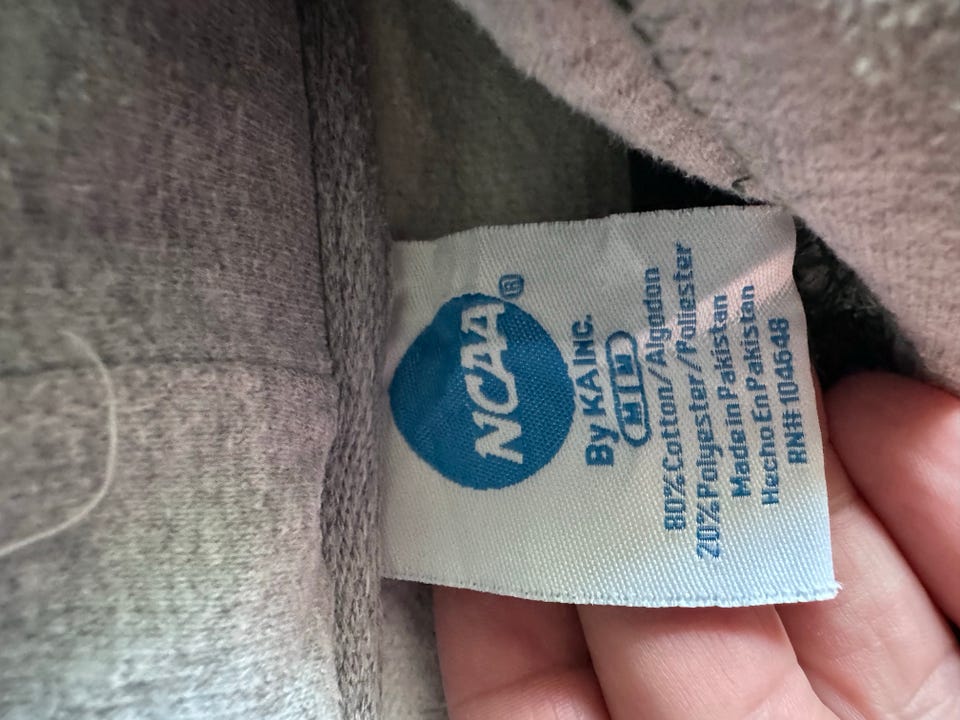 NCAA®
By KA INC.
M | M
80% Cotton/Algodon
20% Polyester/Poliester
Made in Pakistan
Hecho En Pakistan
RN# 104648